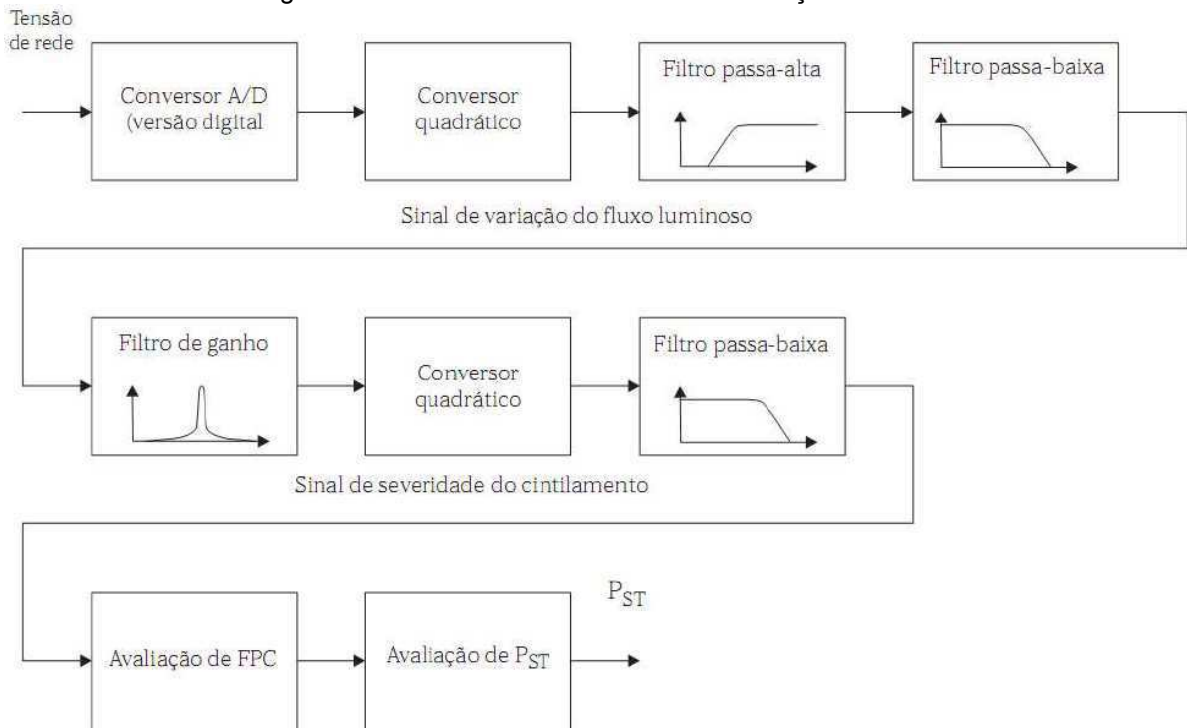 Tensão
de rede
Conversor A/D
(versão digital
Conversor
quadrático
Filtro passa-alta
Filtro passa-baixa
Sinal de variação do fluxo luminoso
Filtro de ganho
Conversor
quadrático
Filtro passa-baixa
Sinal de severidade do cintilamento
Avaliação de FPC
Avaliação de PST
PST